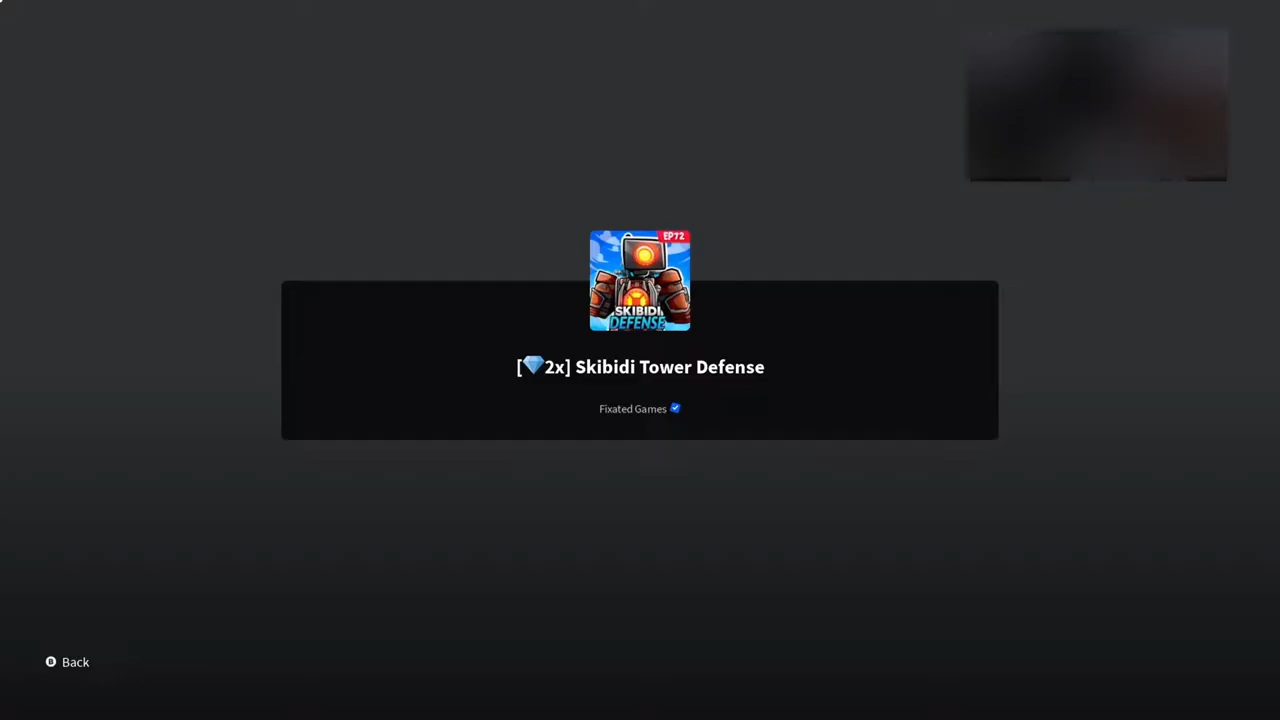 EP72
SKIBIDI
DEFENSE
[💎2x] Skibidi Tower Defense
Fixated Games
B Back